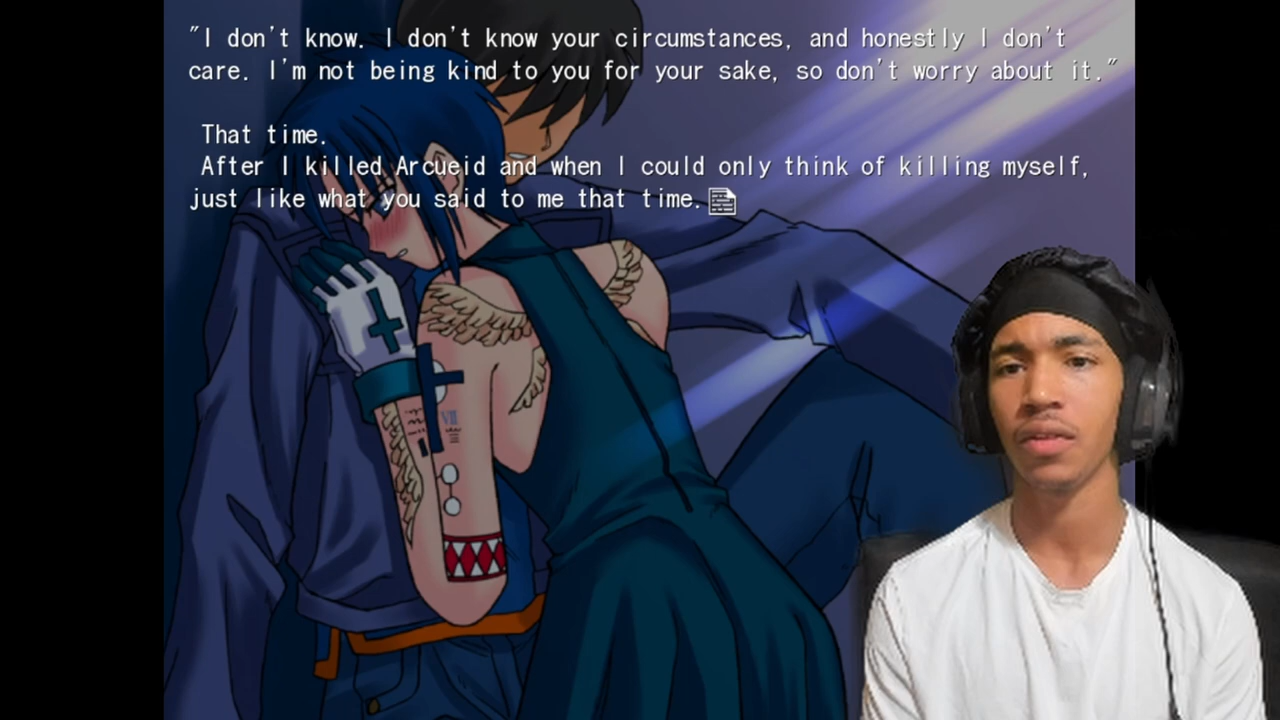 "I don't know. I don't know your circumstances, and honestly I don't
care. I'm not being kind to you for your sake, so don't worry about it."
That time.
After I killed Arcueid and when I could only think of killing myself,
just like what you said to me that time.
VII